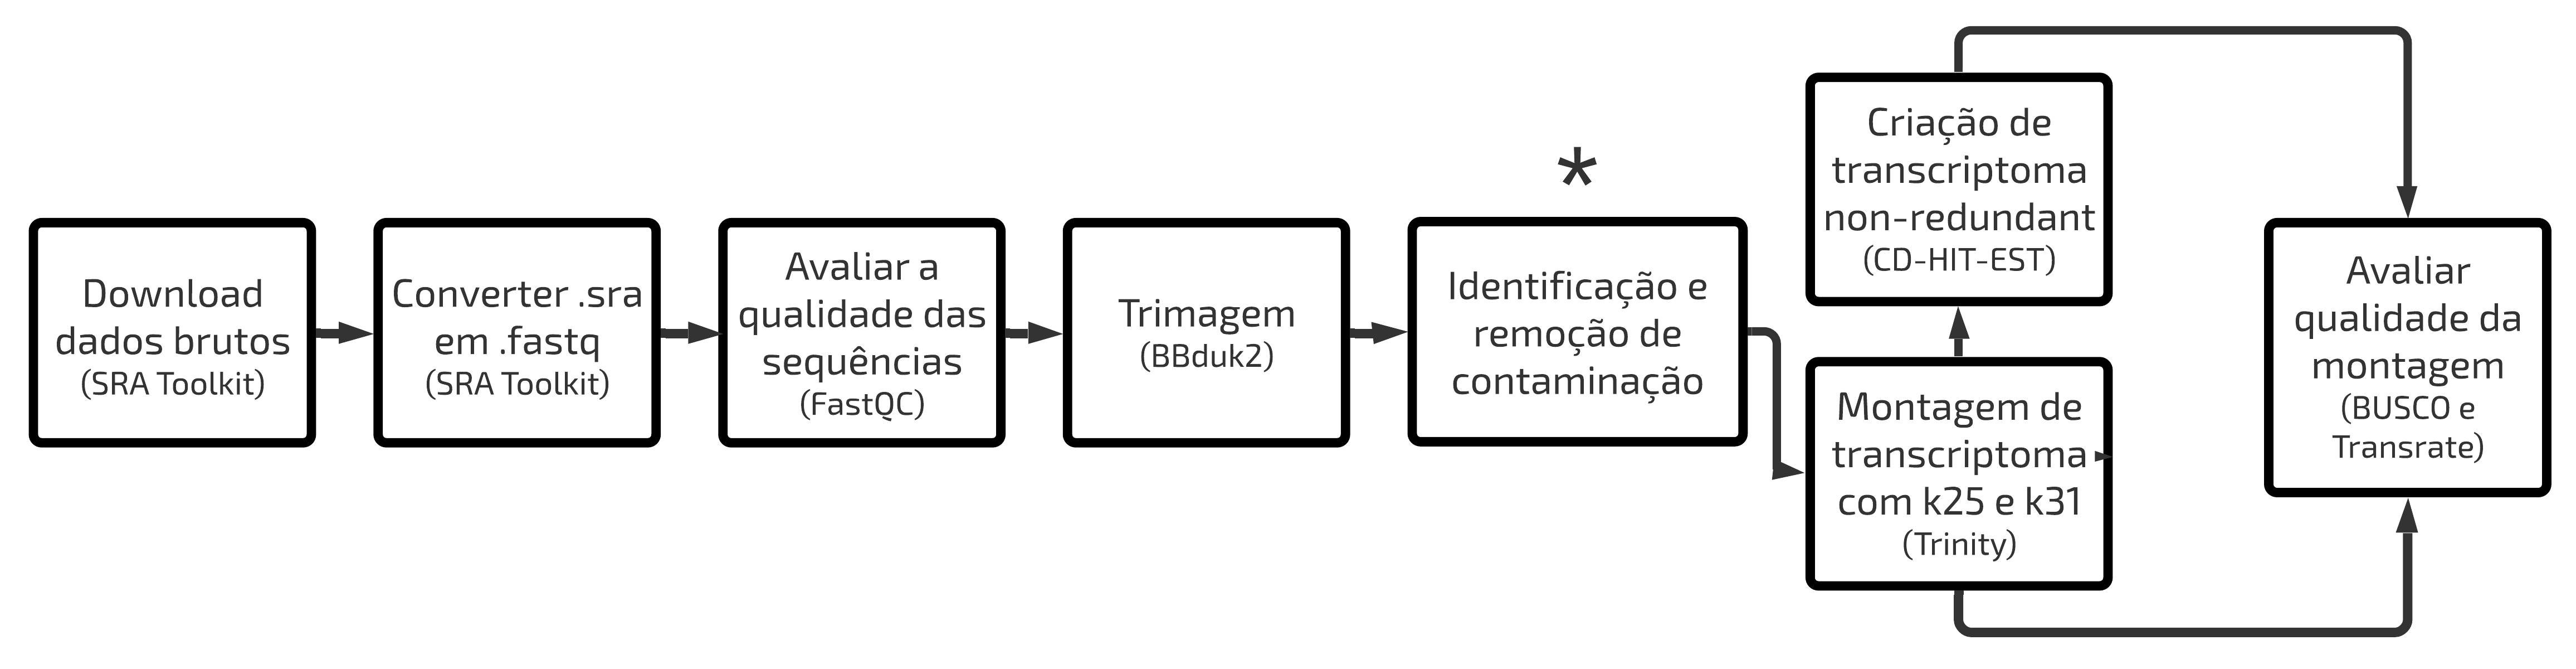 Download
dados brutos
(SRA Toolkit)
Converter .sra
em .fastq
(SRA Toolkit)
Avaliar a
qualidade das
sequências
(FastQC)
Trimagem
(BBduk2)
*
Identificação e
remoção de
contaminação
Criação de
transcriptoma
non-redundant
(CD-HIT-EST)
Montagem de
transcriptoma
com k25 e k31
(Trinity)
Avaliar
qualidade da
montagem
(BUSCO e
Transrate)